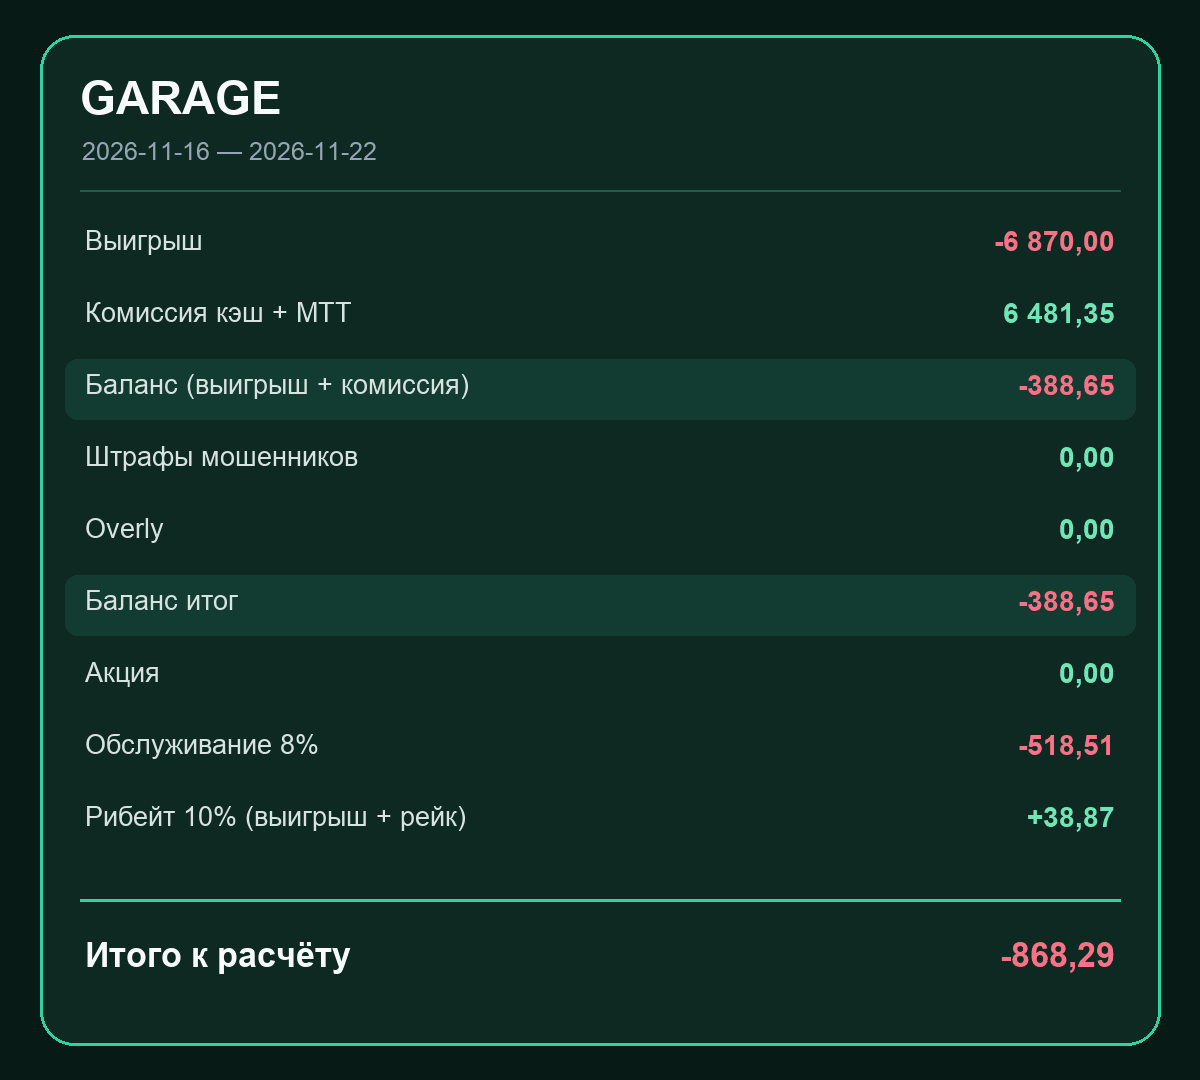 GARAGE
2026-11-16 — 2026-11-22
Выигрыш -6 870,00
Комиссия кэш + МТТ 6 481,35
Баланс (выигрыш + комиссия) -388,65
Штрафы мошенников 0,00
Overly 0,00
Баланс итог -388,65
Акция 0,00
Обслуживание 8% -518,51
Рибейт 10% (выигрыш + рейк) +38,87
Итого к расчёту -868,29